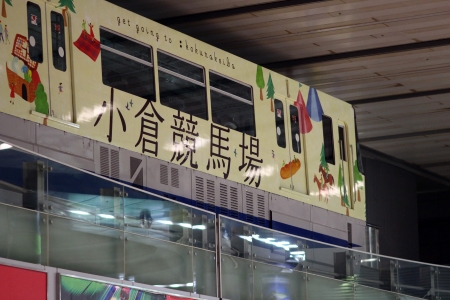 get going to : kokurakeiba
小倉競馬場